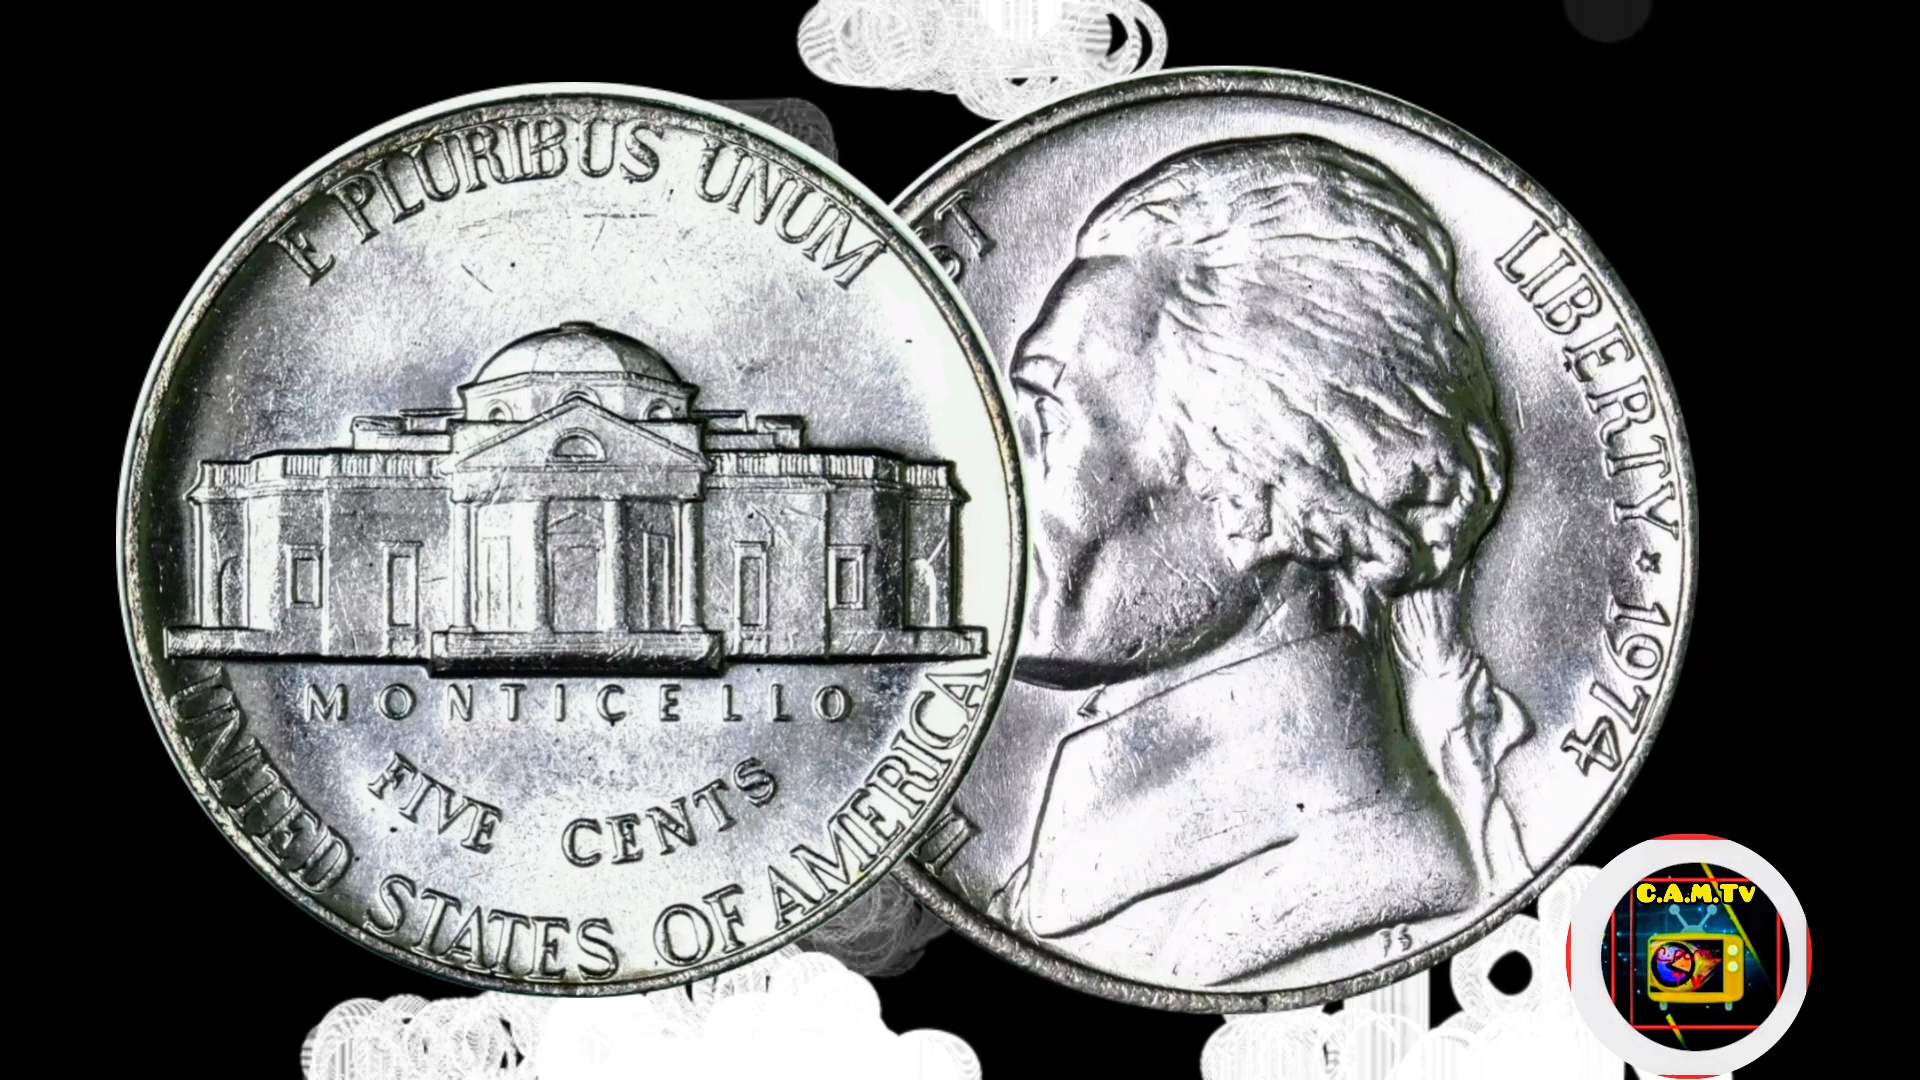 E PLURIBUS UNUM
MONTICELLO
FIVE CENTS
UNITED STATES OF AMERICA
LIBERTY ★ 1974
FS
C.A.M.Tv